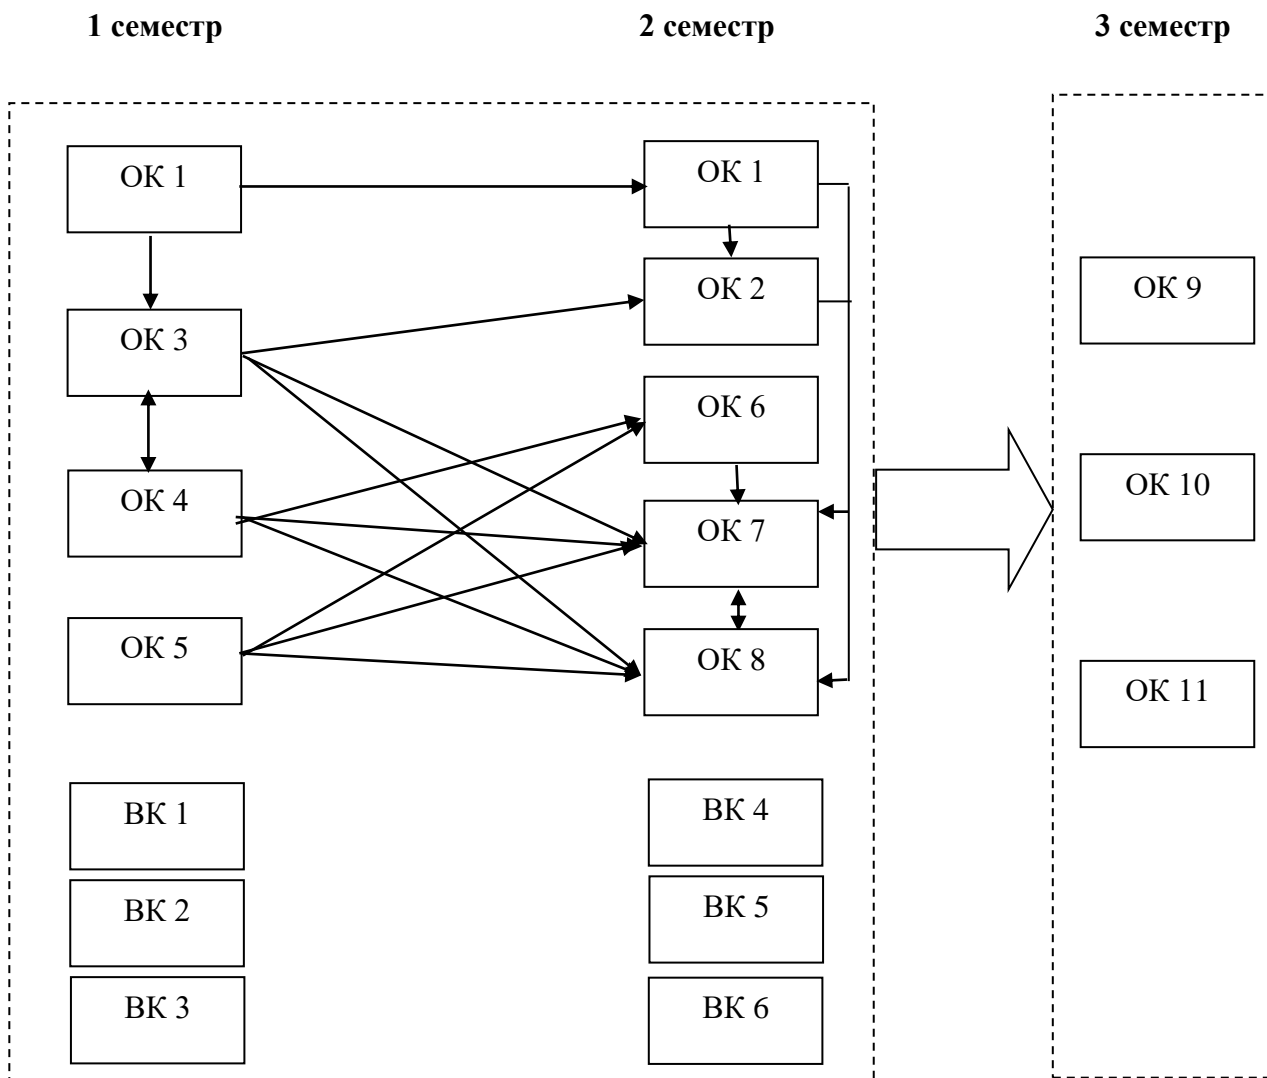 1 семестр
2 семестр
3 семестр
ОК 1
ОК 3
ОК 4
ОК 5
ВК 1
ВК 2
ВК 3
ОК 1
ОК 2
ОК 6
ОК 7
ОК 8
ВК 4
ВК 5
ВК 6
ОК 9
ОК 10
ОК 11